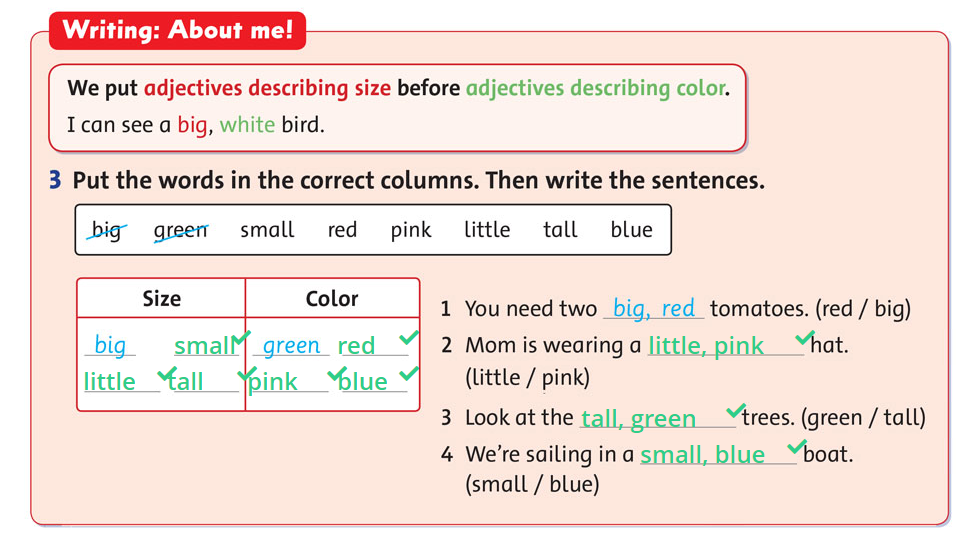 Writing: About me!
We put adjectives describing size before adjectives describing color.
I can see a big, white bird.
3 Put the words in the correct columns. Then write the sentences.
big green small red pink little tall blue
Size Color
big small green red
little tall pink blue
1 You need two big, red tomatoes. (red / big)
2 Mom is wearing a little, pink hat.
(little / pink)
3 Look at the tall, green trees. (green / tall)
4 We're sailing in a small, blue boat.
(small / blue)